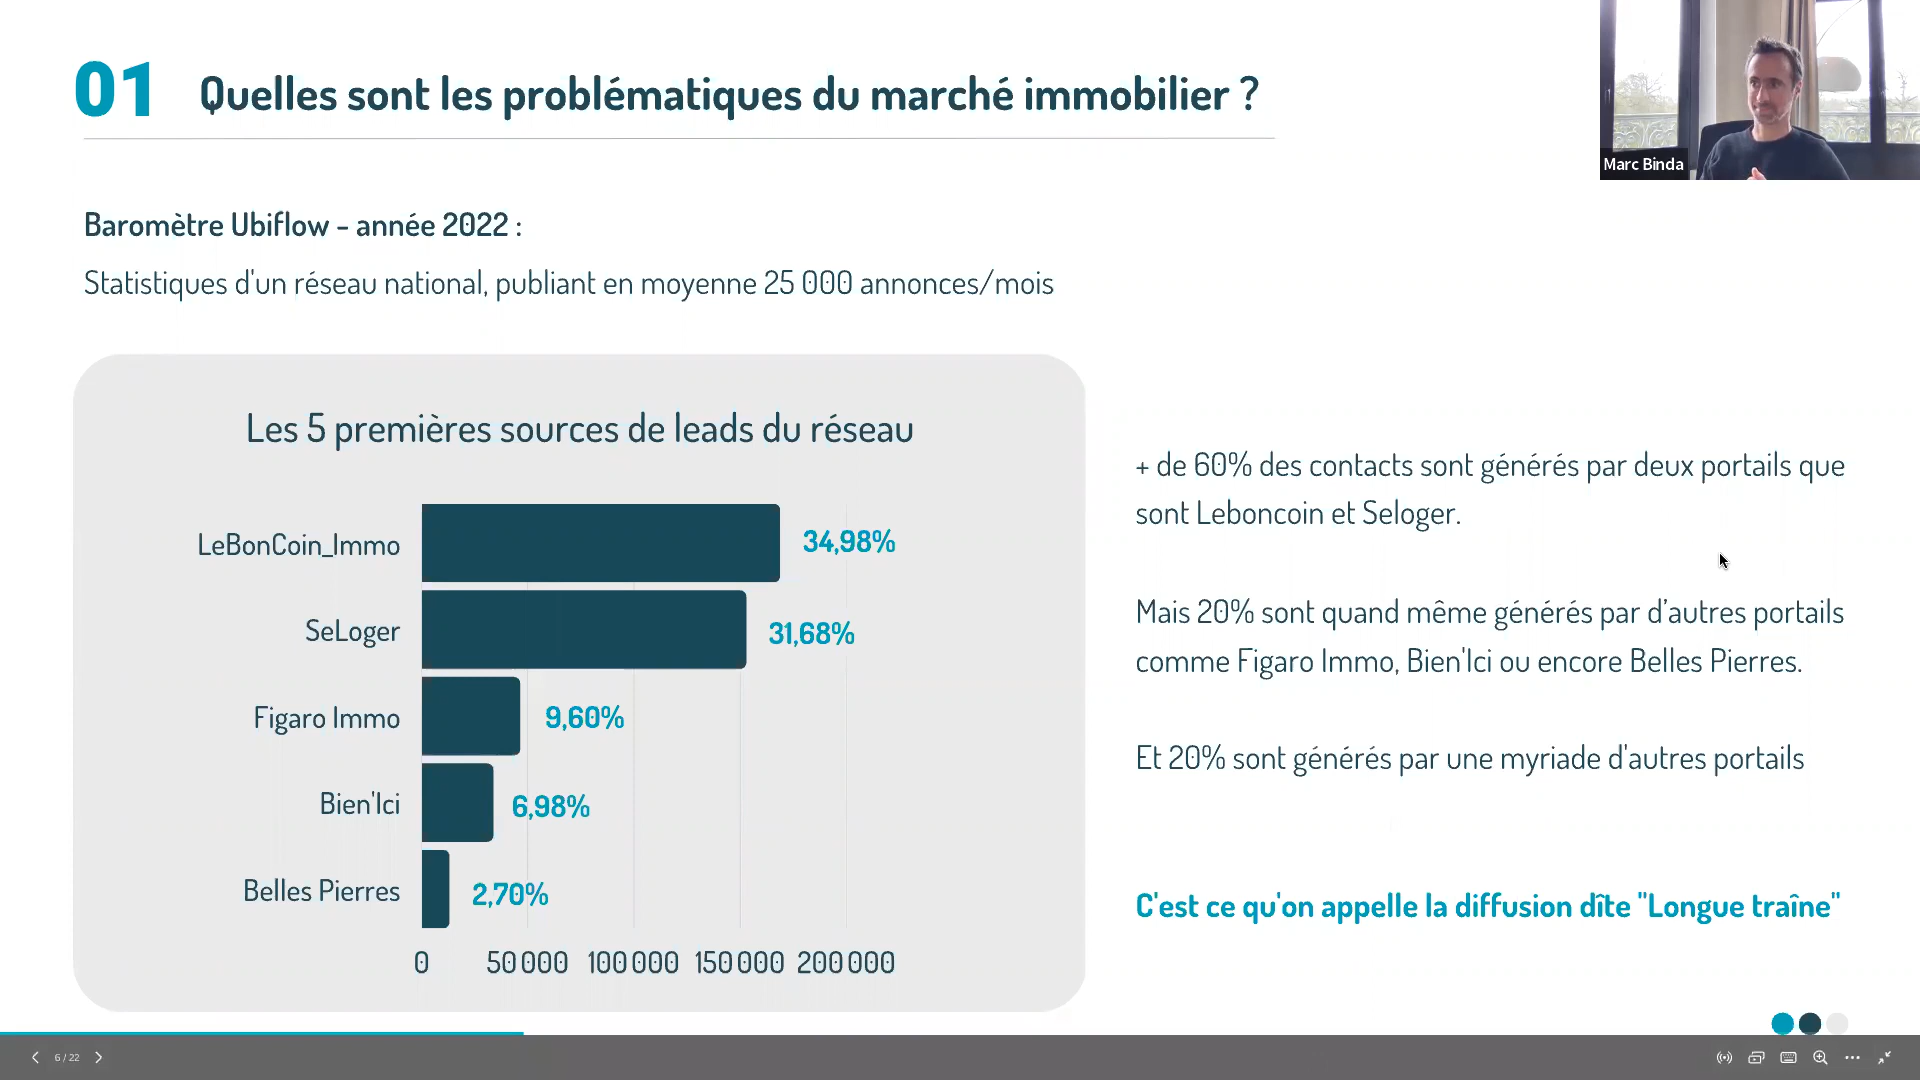 01 Quelles sont les problématiques du marché immobilier ?
Marc Binda
Baromètre Ubiflow - année 2022 :
Statistiques d'un réseau national, publiant en moyenne 25 000 annonces/mois
Les 5 premières sources de leads du réseau
LeBonCoin_Immo 34,98%
SeLoger 31,68%
Figaro Immo 9,60%
Bien'Ici 6,98%
Belles Pierres 2,70%
0 50 000 100 000 150 000 200 000
+ de 60% des contacts sont générés par deux portails que
sont Leboncoin et Seloger.
Mais 20% sont quand même générés par d’autres portails
comme Figaro Immo, Bien'Ici ou encore Belles Pierres.
Et 20% sont générés par une myriade d'autres portails
C'est ce qu'on appelle la diffusion dîte "Longue traîne"
6 / 22